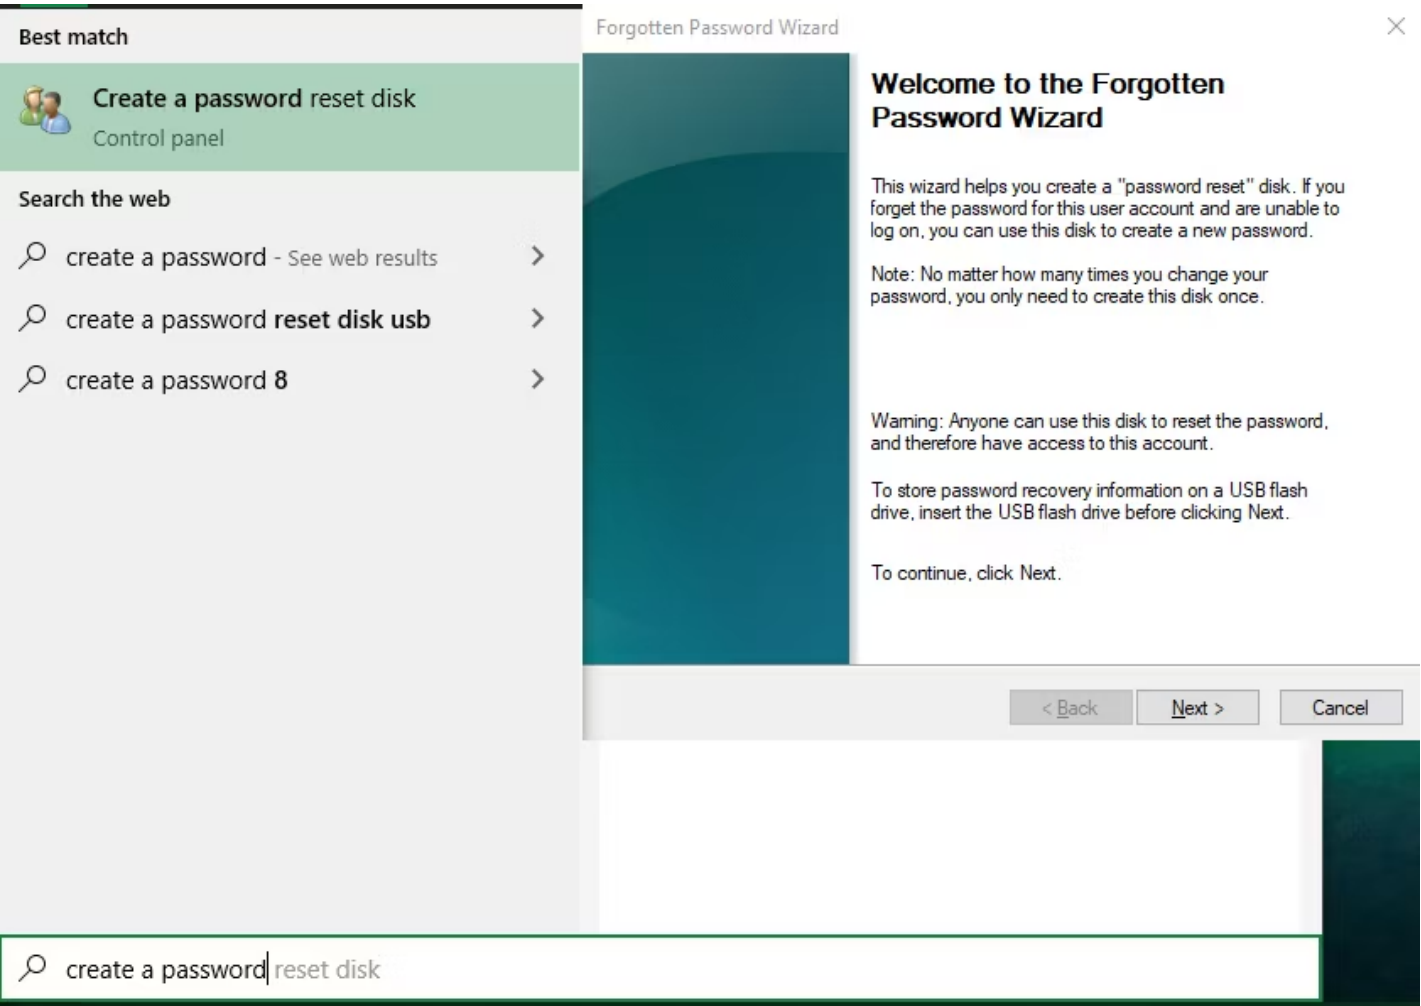 Best match
Create a password reset disk
Control panel
Search the web
create a password - See web results
create a password reset disk usb
create a password 8
create a password reset disk
Forgotten Password Wizard
Welcome to the Forgotten
Password Wizard
This wizard helps you create a "password reset" disk. If you
forget the password for this user account and are unable to
log on, you can use this disk to create a new password.
Note: No matter how many times you change your
password, you only need to create this disk once.
Warning: Anyone can use this disk to reset the password,
and therefore have access to this account.
To store password recovery information on a USB flash
drive, insert the USB flash drive before clicking Next.
To continue, click Next.
< Back
Next >
Cancel